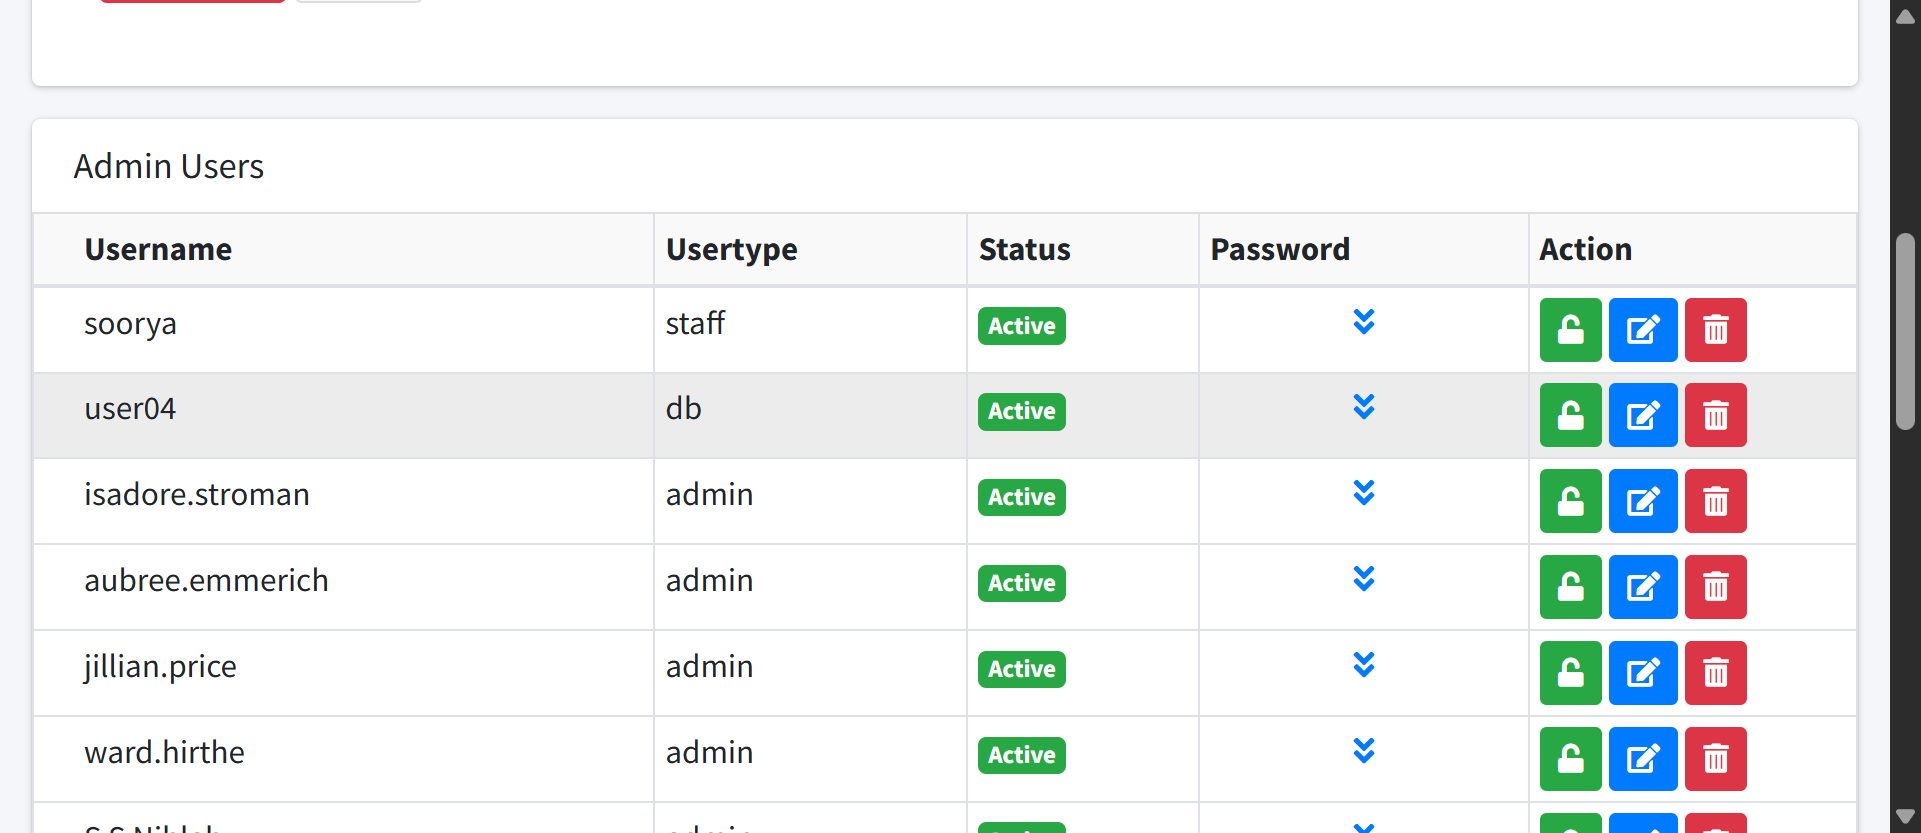 Admin Users
Username Usertype Status Password Action
soorya staff Active
user04 db Active
isadore.stroman admin Active
aubree.emmerich admin Active
jillian.price admin Active
ward.hirthe admin Active